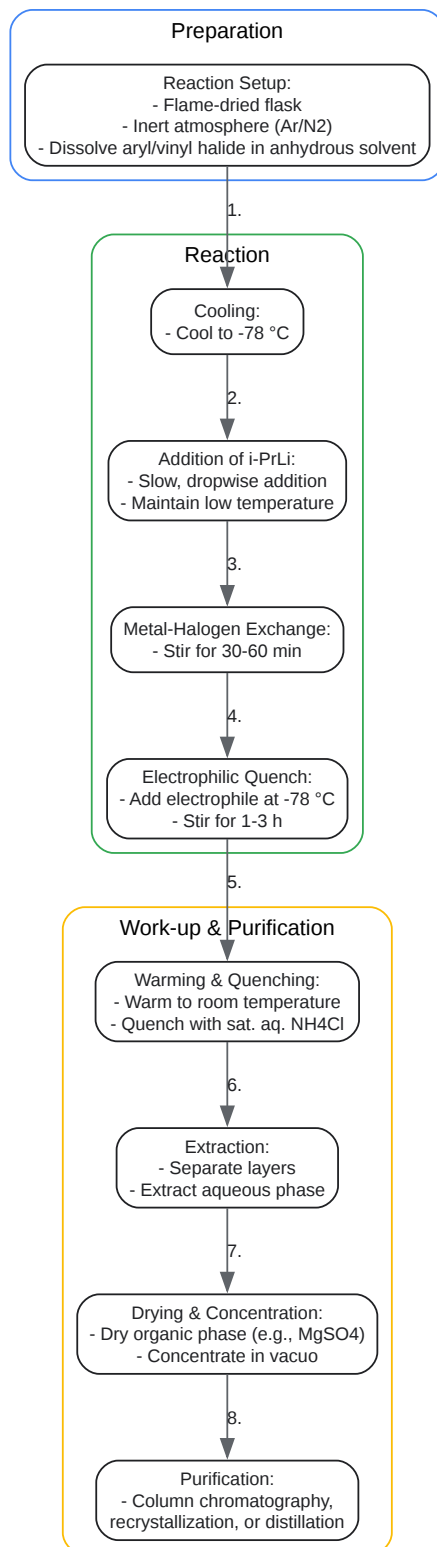 Preparation
Reaction Setup:
- Flame-dried flask
- Inert atmosphere (Ar/N2)
- Dissolve aryl/vinyl halide in anhydrous solvent
1.
Reaction
Cooling:
- Cool to -78 °C
2.
Addition of i-PrLi:
- Slow, dropwise addition
- Maintain low temperature
3.
Metal-Halogen Exchange:
- Stir for 30-60 min
4.
Electrophilic Quench:
- Add electrophile at -78 °C
- Stir for 1-3 h
5.
Work-up & Purification
Warming & Quenching:
- Warm to room temperature
- Quench with sat. aq. NH4Cl
6.
Extraction:
- Separate layers
- Extract aqueous phase
7.
Drying & Concentration:
- Dry organic phase (e.g., MgSO4)
- Concentrate in vacuo
8.
Purification:
- Column chromatography,
recrystallization, or distillation